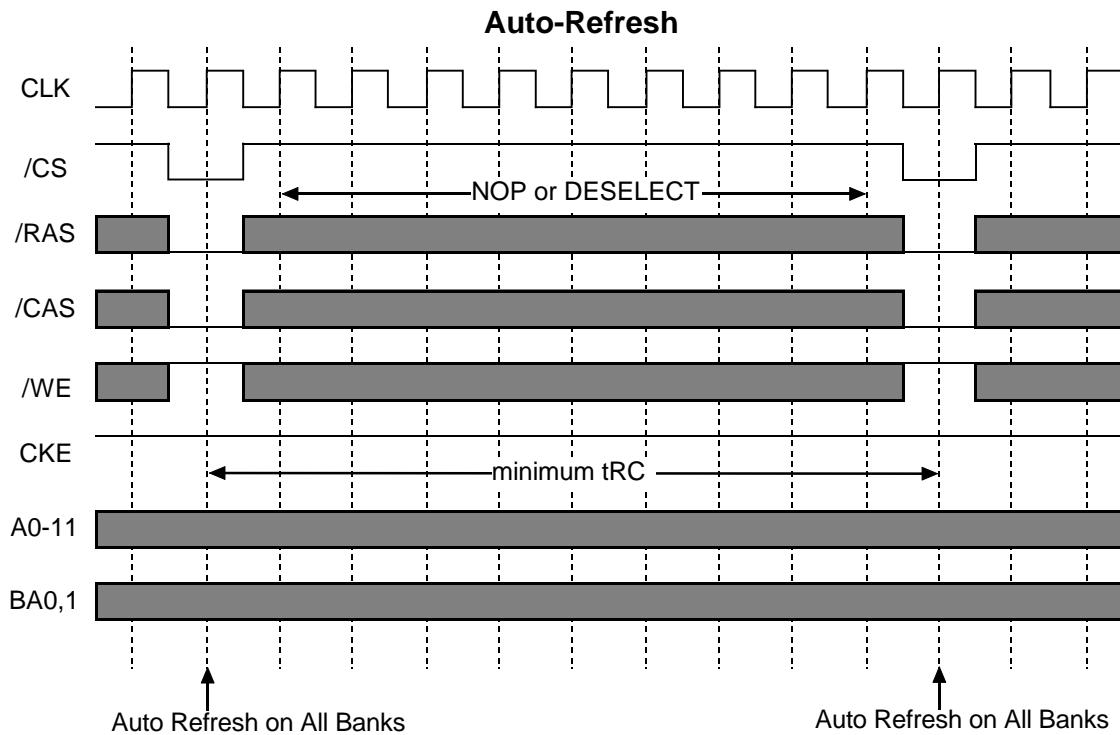 Auto-Refresh
CLK
/CS
NOP or DESELECT
/RAS
/CAS
/WE
CKE
minimum tRC
A0-11
BA0,1
Auto Refresh on All Banks
Auto Refresh on All Banks